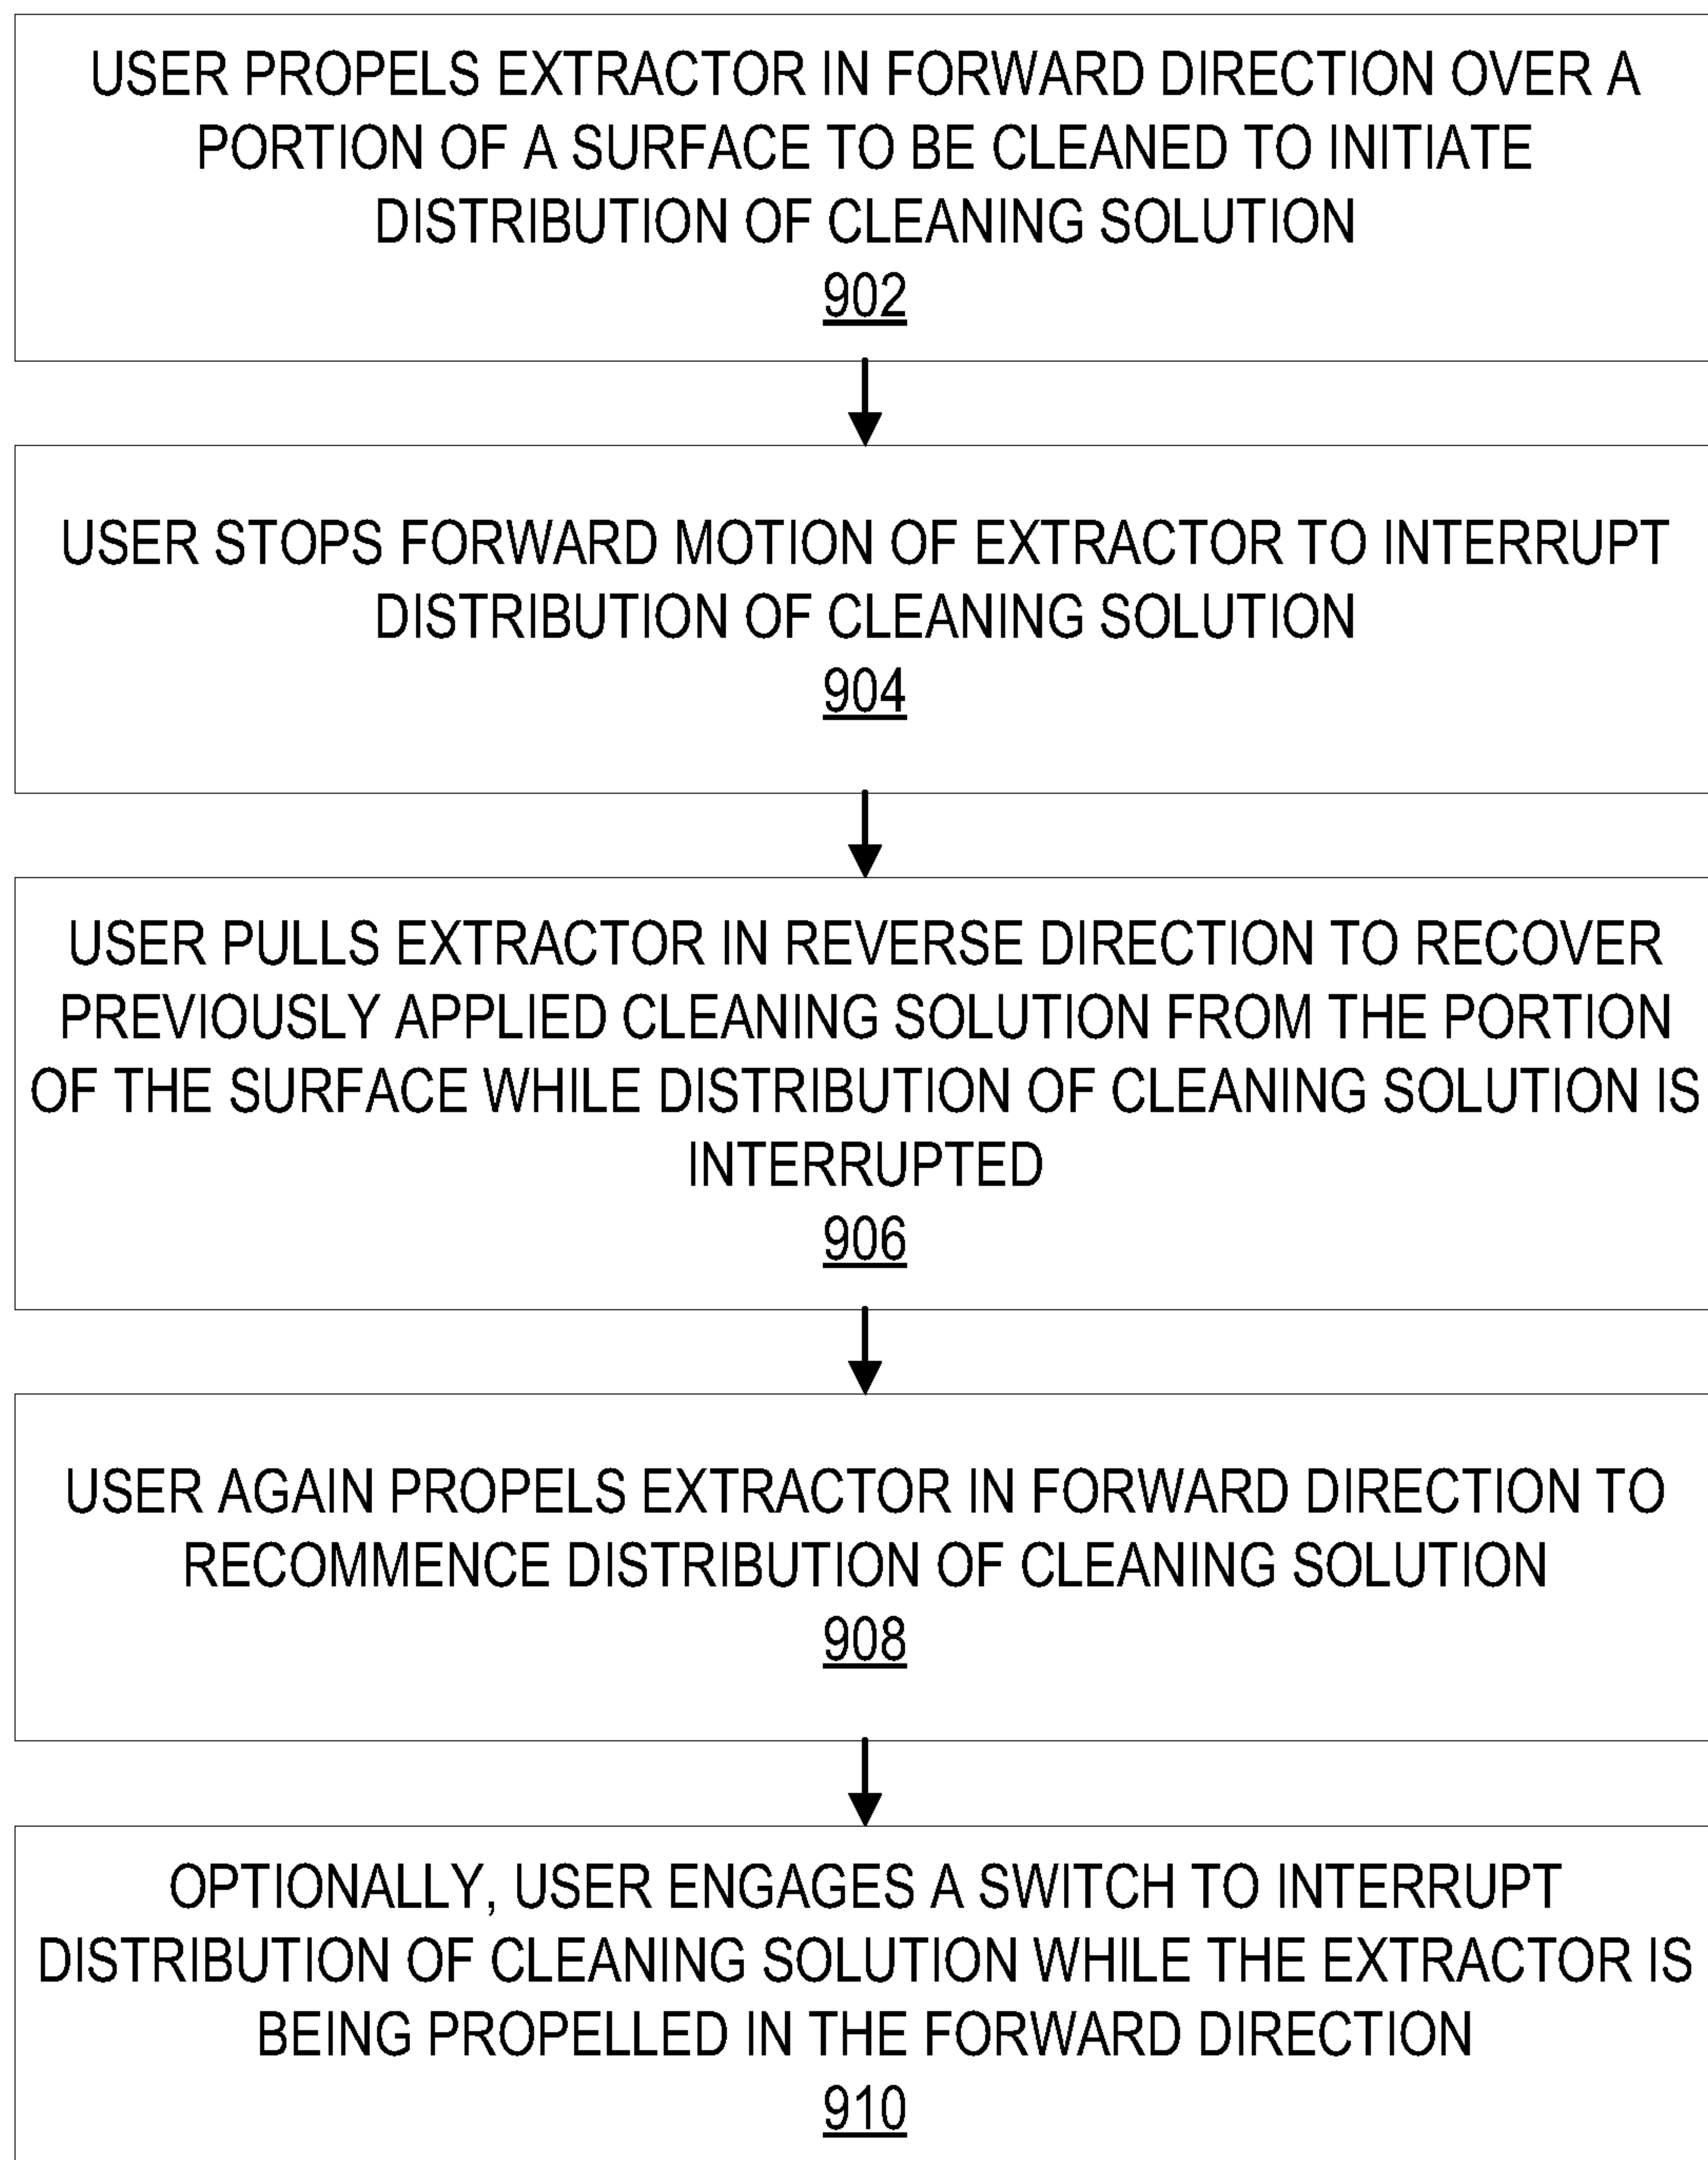 USER PROPELS EXTRACTOR IN FORWARD DIRECTION OVER A
PORTION OF A SURFACE TO BE CLEANED TO INITIATE
DISTRIBUTION OF CLEANING SOLUTION
902
USER STOPS FORWARD MOTION OF EXTRACTOR TO INTERRUPT
DISTRIBUTION OF CLEANING SOLUTION
904
USER PULLS EXTRACTOR IN REVERSE DIRECTION TO RECOVER
PREVIOUSLY APPLIED CLEANING SOLUTION FROM THE PORTION
OF THE SURFACE WHILE DISTRIBUTION OF CLEANING SOLUTION IS
INTERRUPTED
906
USER AGAIN PROPELS EXTRACTOR IN FORWARD DIRECTION TO
RECOMMENCE DISTRIBUTION OF CLEANING SOLUTION
908
OPTIONALLY, USER ENGAGES A SWITCH TO INTERRUPT
DISTRIBUTION OF CLEANING SOLUTION WHILE THE EXTRACTOR IS
BEING PROPELLED IN THE FORWARD DIRECTION
910